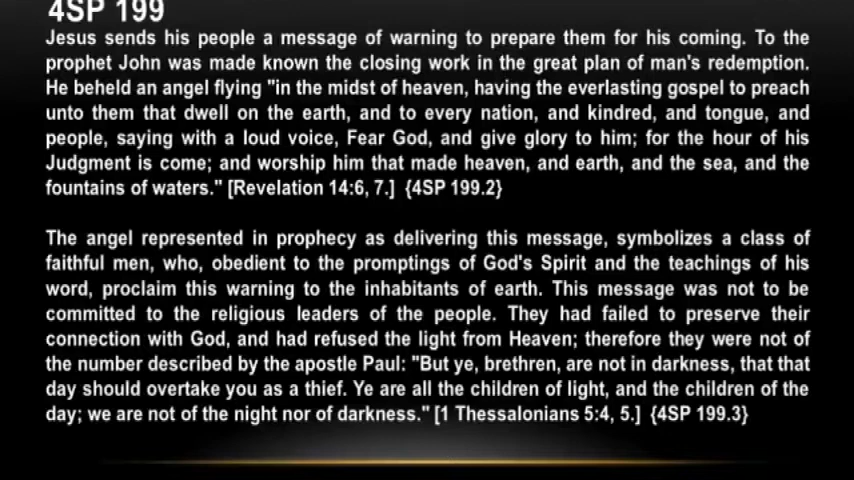 4SP 199
Jesus sends his people a message of warning to prepare them for his coming. To the
prophet John was made known the closing work in the great plan of man's redemption.
He beheld an angel flying "in the midst of heaven, having the everlasting gospel to preach
unto them that dwell on the earth, and to every nation, and kindred, and tongue, and
people, saying with a loud voice, Fear God, and give glory to him; for the hour of his
Judgment is come; and worship him that made heaven, and earth, and the sea, and the
fountains of waters." [Revelation 14:6, 7.] {4SP 199.2}
The angel represented in prophecy as delivering this message, symbolizes a class of
faithful men, who, obedient to the promptings of God's Spirit and the teachings of his
word, proclaim this warning to the inhabitants of earth. This message was not to be
committed to the religious leaders of the people. They had failed to preserve their
connection with God, and had refused the light from Heaven; therefore they were not of
the number described by the apostle Paul: "But ye, brethren, are not in darkness, that that
day should overtake you as a thief. Ye are all the children of light, and the children of the
day; we are not of the night nor of darkness." [1 Thessalonians 5:4, 5.] {4SP 199.3}